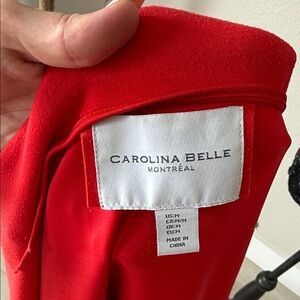 CAROLINA BELLE
MONTRÉAL
US:M
CA:M/M
UK:M
EU:M
MADE IN
CHINA